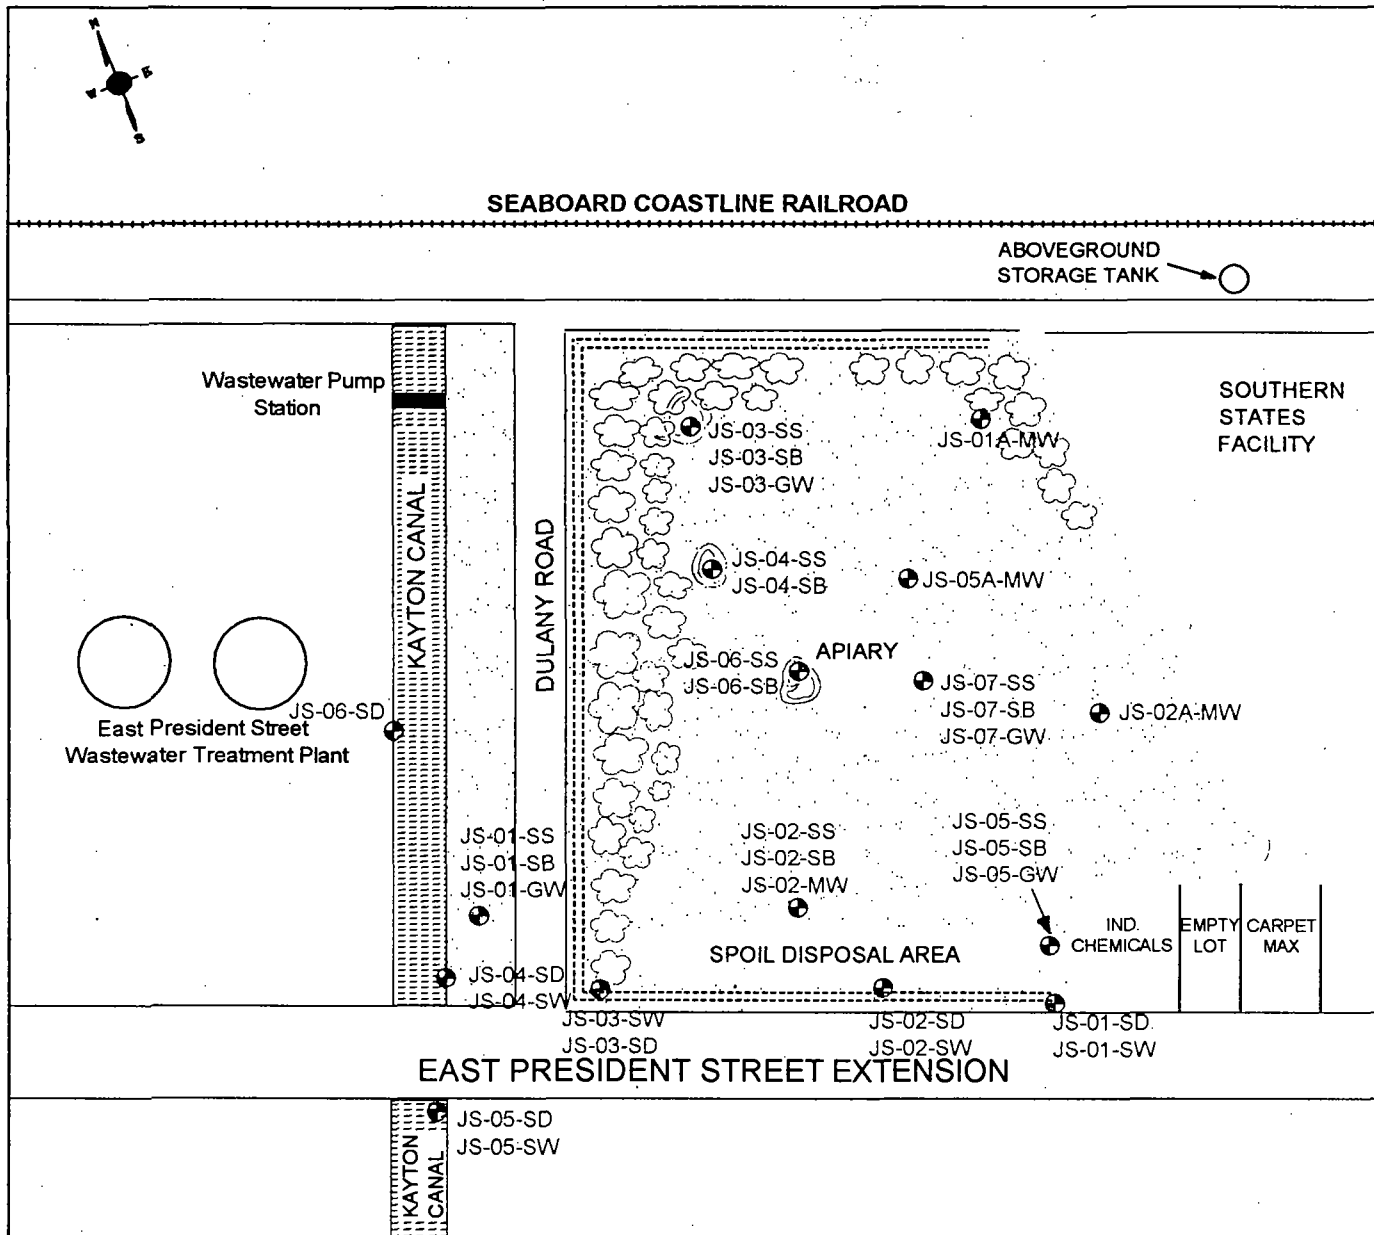 N
E
W
S
SEABOARD COASTLINE RAILROAD
ABOVEGROUND
STORAGE TANK
Wastewater Pump
Station
SOUTHERN
STATES
FACILITY
JS-03-SS
JS-03-SB
JS-03-GW
JS-01A-MW
KAYTON CANAL
DULANY ROAD
JS-04-SS
JS-04-SB
JS-05A-MW
APIARY
JS-06-SS
JS-06-SB
JS-07-SS
JS-07-SB
JS-07-GW
JS-02A-MW
JS-06-SD
East President Street
Wastewater Treatment Plant
JS-01-SS
JS-01-SB
JS-01-GW
JS-02-SS
JS-02-SB
JS-02-MW
JS-05-SS
JS-05-SB
JS-05-GW
IND.
CHEMICALS
EMPTY
LOT
CARPET
MAX
SPOIL DISPOSAL AREA
JS-04-SD
JS-04-SW
JS-03-SW
JS-03-SD
JS-02-SD
JS-02-SW
JS-01-SD
JS-01-SW
EAST PRESIDENT STREET EXTENSION
JS-05-SD
JS-05-SW
KAYTON
CANAL